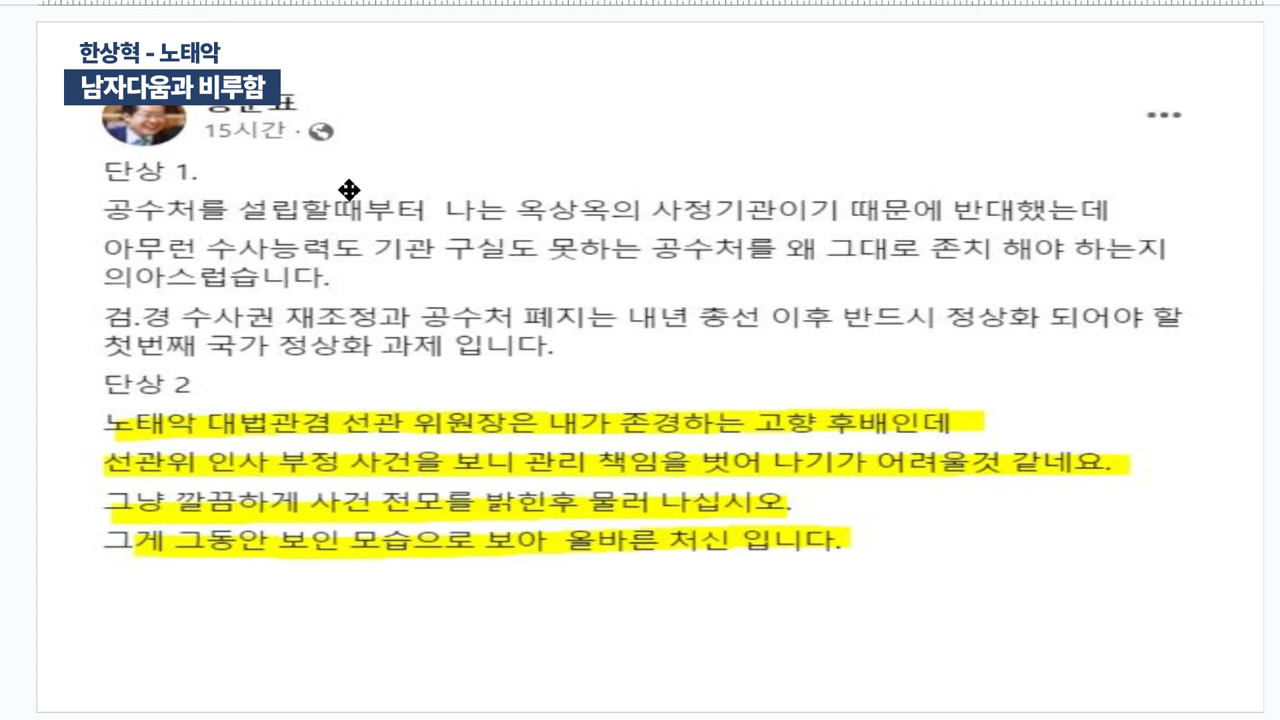 한상혁 - 노태악
남자다움과 비루함
15시간 ·
단상 1.
공수처를 설립할때부터 나는 옥상옥의 사정기관이기 때문에 반대했는데
아무런 수사능력도 기관 구실도 못하는 공수처를 왜 그대로 존치 해야 하는지
의아스럽습니다.
검.경 수사권 재조정과 공수처 폐지는 내년 총선 이후 반드시 정상화 되어야 할
첫번째 국가 정상화 과제 입니다.
단상 2
노태악 대법관겸 선관 위원장은 내가 존경하는 고향 후배인데
선관위 인사 부정 사건을 보니 관리 책임을 벗어 나기가 어려울것 같네요.
그냥 깔끔하게 사건 전모를 밝힌후 물러 나십시오.
그게 그동안 보인 모습으로 보아 올바른 처신 입니다.